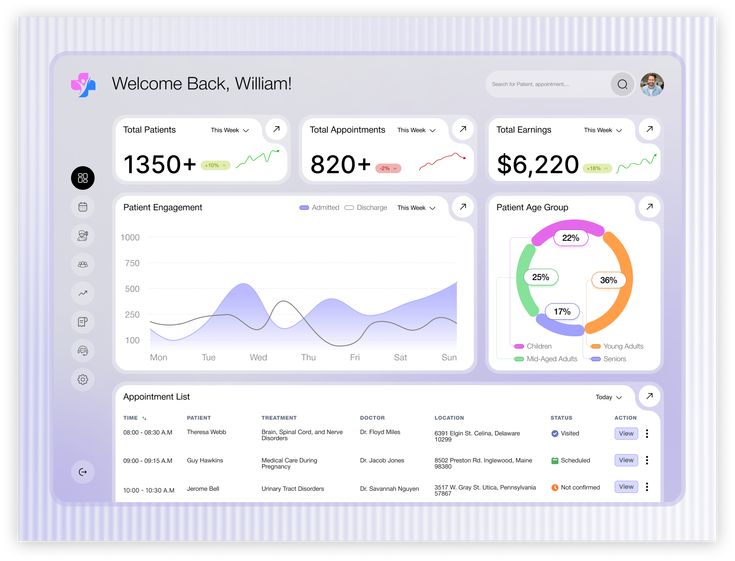 Welcome Back, William!
Search for Patient, appointment,...
Total Patients This Week
1350+ +10%
Total Appointments This Week
820+ -2%
Total Earnings This Week
$6,220 +18%
Patient Engagement Admitted Discharge This Week
1000
750
500
250
100
Mon Tue Wed Thu Fri Sat Sun
Patient Age Group
22%
25%
36%
17%
Children Young Adults
Mid-Aged Adults Seniors
Appointment List Today
TIME PATIENT TREATMENT DOCTOR LOCATION STATUS ACTION
08:00 - 08:30 A.M Theresa Webb Brain, Spinal Cord, and Nerve Disorders Dr. Floyd Miles 6391 Elgin St. Celina, Delaware 10299 Visited View
09:00 - 09:15 A.M Guy Hawkins Medical Care During Pregnancy Dr. Jacob Jones 8502 Preston Rd. Inglewood, Maine 98380 Scheduled View
10:00 - 10:30 A.M Jerome Bell Urinary Tract Disorders Dr. Savannah Nguyen 3517 W. Gray St. Utica, Pennsylvania 57867 Not confirmed View